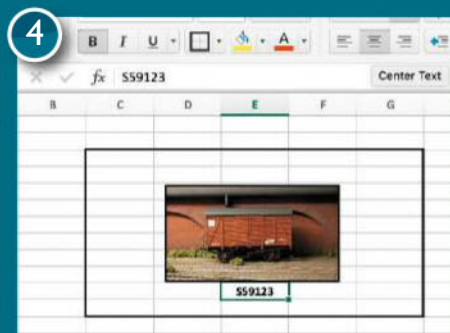 4
B I U A
fx S59123
Center Text
B C D E F G
S59123